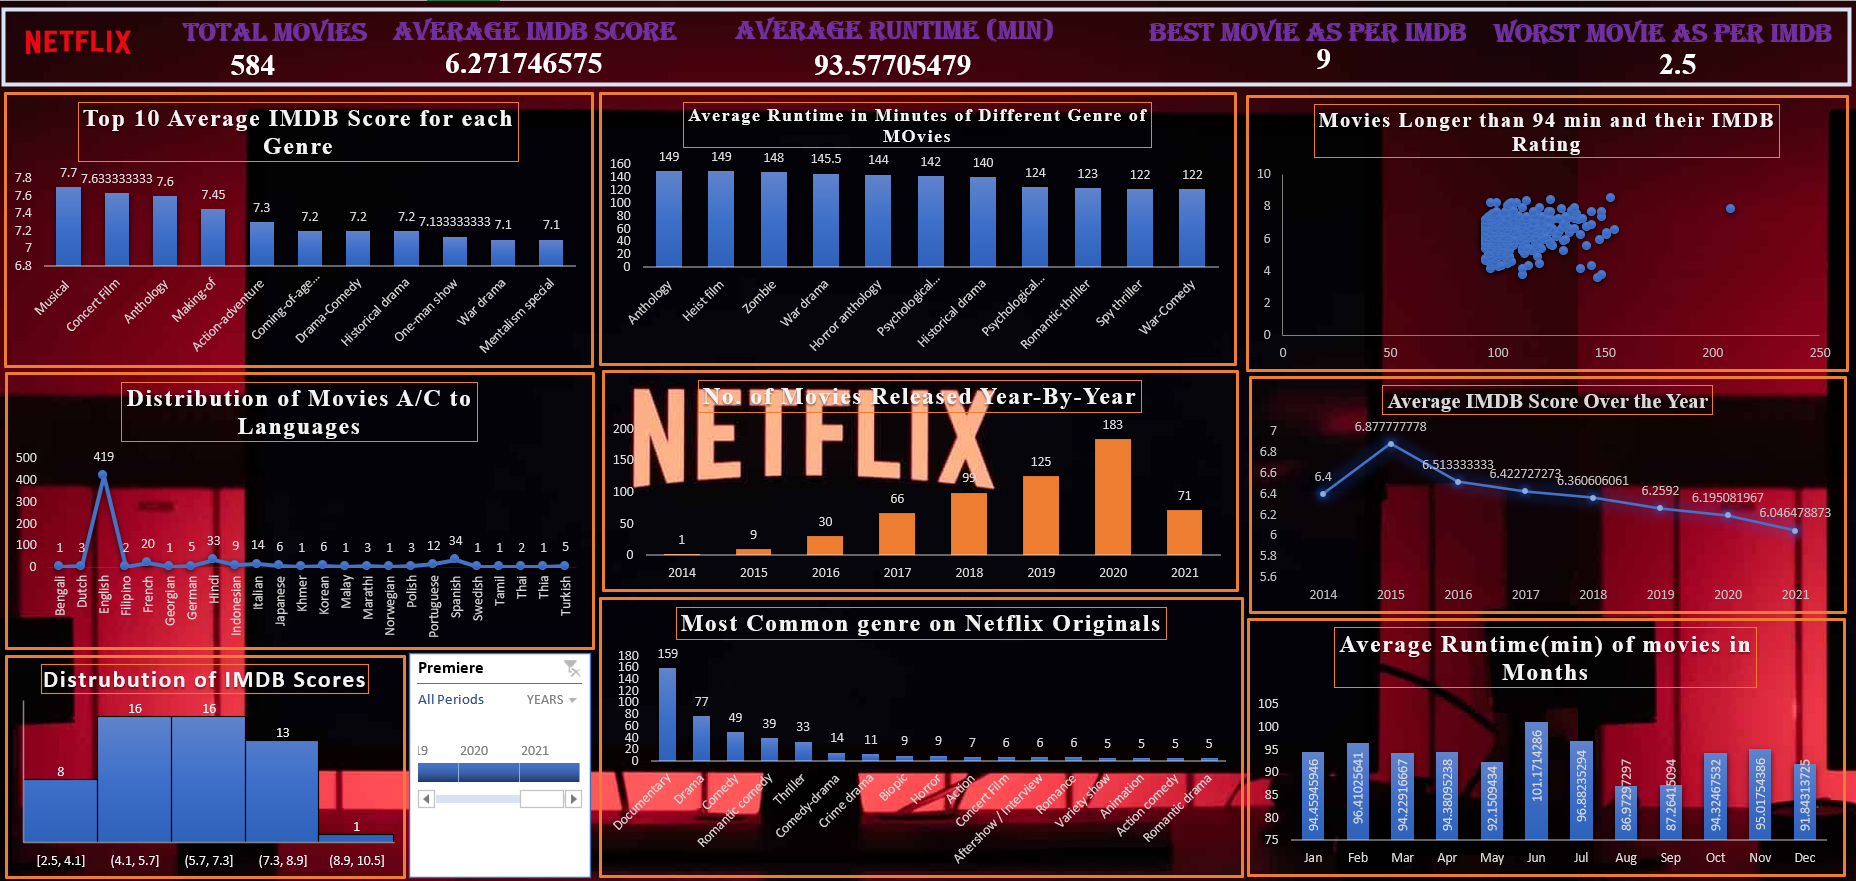 NETFLIX
TOTAL MOVIES
584
AVERAGE IMDB SCORE
6.271746575
AVERAGE RUNTIME (MIN)
93.57705479
BEST MOVIE AS PER IMDB
9
WORST MOVIE AS PER IMDB
2.5
Top 10 Average IMDB Score for each
Genre
7.8
7.6
7.4
7.2
7
6.8
7.7 7.633333333 7.6 7.45 7.3 7.2 7.2 7.2 7.133333333 7.1 7.1
Musical
Concert Film
Anthology
Making-of
Action-adventure
Coming-of-age...
Drama-Comedy
Historical drama
One-man show
War drama
Mentalism special
Average Runtime in Minutes of Different Genre of
MOvies
160
140
120
100
80
60
40
20
0
149 149 148 145.5 144 142 140 124 123 122 122
Anthology
Heist film
Zombie
War drama
Horror anthology
Psychological...
Historical drama
Psychological...
Romantic thriller
Spy thriller
War-Comedy
Movies Longer than 94 min and their IMDB
Rating
10
8
6
4
2
0
0 50 100 150 200 250
Distribution of Movies A/C to
Languages
500
400
300
200
100
0
1 3 419 2 20 1 5 33 9 14 6 1 6 1 3 1 3 12 34 1 1 2 1 5
Bengali
Dutch
English
Filipino
French
Georgian
German
Hindi
Indonesian
Italian
Japanese
Khmer
Korean
Malay
Marathi
Norwegian
Polish
Portuguese
Spanish
Swedish
Tamil
Thai
Thia
Turkish
NETFLIX
No. of Movies Released Year-By-Year
200
150
100
50
0
1 9 30 66 99 125 183 71
2014 2015 2016 2017 2018 2019 2020 2021
Average IMDB Score Over the Year
7
6.8
6.6
6.4
6.2
6
5.8
5.6
6.4 6.877777778 6.513333333 6.422727273 6.360606061 6.2592 6.195081967 6.046478873
2014 2015 2016 2017 2018 2019 2020 2021
Distrubution of IMDB Scores
8 16 16 13 1
[2.5, 4.1] (4.1, 5.7] (5.7, 7.3] (7.3, 8.9] (8.9, 10.5]
Premiere
All Periods YEARS
19 2020 2021
Most Common genre on Netflix Originals
180
160
140
120
100
80
60
40
20
0
159 77 49 39 33 14 11 9 9 7 6 6 6 5 5 5 5
Documentary
Drama
Comedy
Romantic comedy
Thriller
Comedy-drama
Crime drama
Biopic
Horror
Action
Concert Film
Aftershow / Interview
Romance
Variety show
Animation
Action comedy
Romantic drama
Average Runtime(min) of movies in
Months
105
100
95
90
85
80
75
94.45945946
96.41025641
94.22916667
94.38095238
92.1509434
101.1714286
96.88235294
86.97297297
87.26415094
94.32467532
95.01754386
91.84313725
Jan Feb Mar Apr May Jun Jul Aug Sep Oct Nov Dec